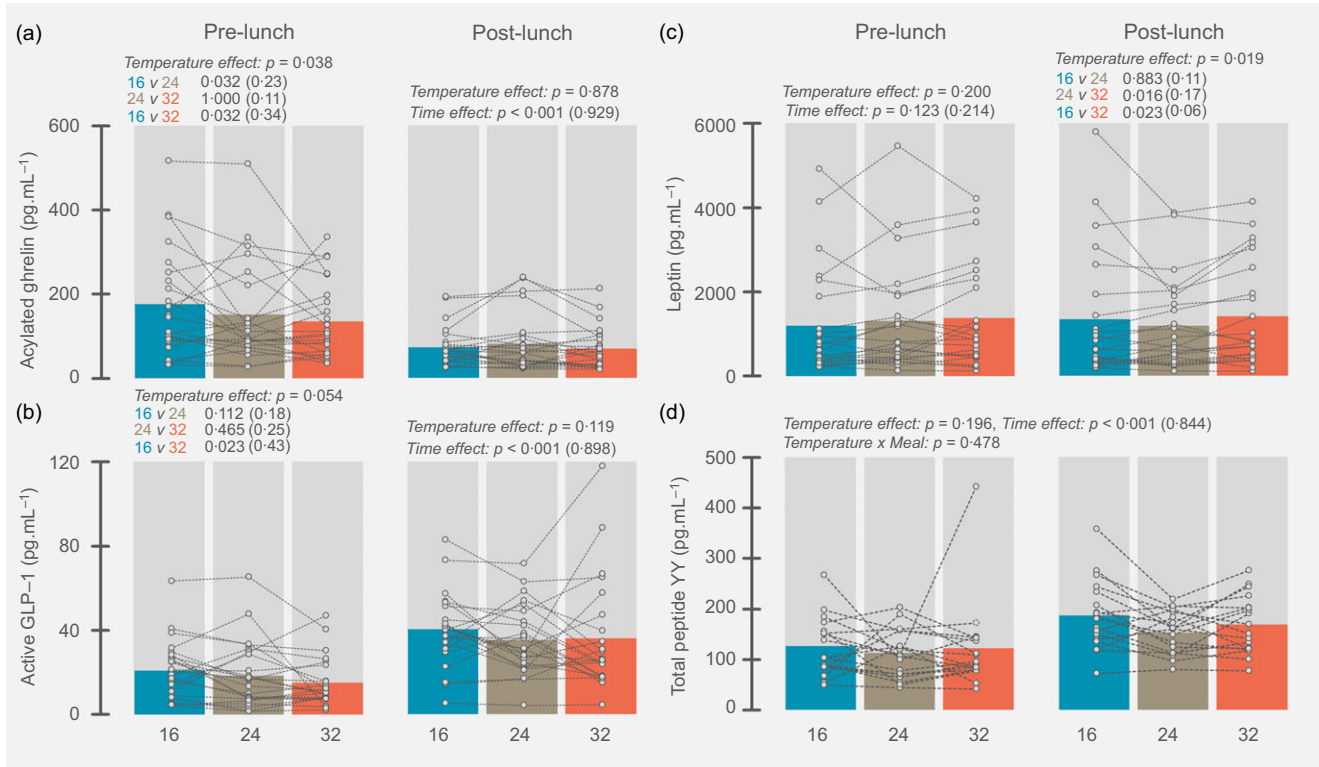 (a)
Pre-lunch
Post-lunch
Temperature effect: p = 0·038
16 v 24 0·032 (0·23)
24 v 32 1·000 (0·11)
16 v 32 0·032 (0·34)
Temperature effect: p = 0·878
Time effect: p < 0·001 (0·929)
Acylated ghrelin (pg.mL−1)
600
400
200
0
(c)
Pre-lunch
Post-lunch
Temperature effect: p = 0·200
Time effect: p = 0·123 (0·214)
Temperature effect: p = 0·019
16 v 24 0·883 (0·11)
24 v 32 0·016 (0·17)
16 v 32 0·023 (0·06)
Leptin (pg.mL−1)
6000
4000
2000
0
(b)
Temperature effect: p = 0·054
16 v 24 0·112 (0·18)
24 v 32 0·465 (0·25)
16 v 32 0·023 (0·43)
Temperature effect: p = 0·119
Time effect: p < 0·001 (0·898)
Active GLP–1 (pg.mL−1)
120
80
40
0
16 24 32
16 24 32
(d)
Temperature effect: p = 0·196, Time effect: p < 0·001 (0·844)
Temperature x Meal: p = 0·478
Total peptide YY (pg.mL−1)
500
400
300
200
100
0
16 24 32
16 24 32